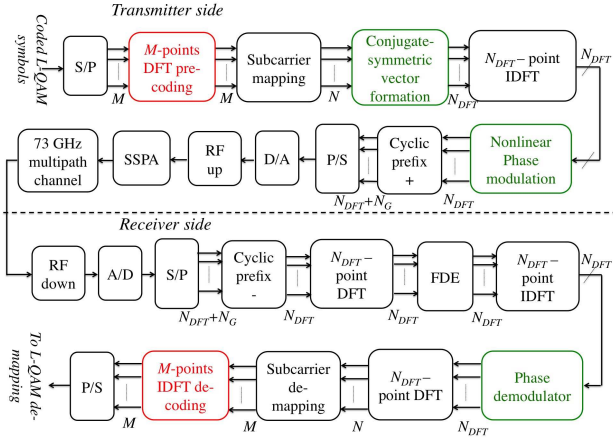 Transmitter side
Coded L-QAM
symbols
S/P
M-points
DFT pre-
coding
Subcarrier
mapping
Conjugate-
symmetric
vector
formation
N_DFT− point
IDFT
N_DFT
M
M
N
N_DFT
73 GHz
multipath
channel
SSPA
RF
up
D/A
P/S
Cyclic
prefix
+
Nonlinear
Phase
modulation
N_DFT+N_G
N_DFT
Receiver side
RF
down
A/D
S/P
Cyclic
prefix
-
N_DFT−
point
DFT
FDE
N_DFT−
point
IDFT
N_DFT
N_DFT+N_G
N_DFT
N_DFT
N_DFT
To L-QAM de-
mapping
P/S
M-points
IDFT de-
coding
Subcarrier
de-
mapping
N_DFT−
point DFT
Phase
demodulator
M
M
N
N_DFT